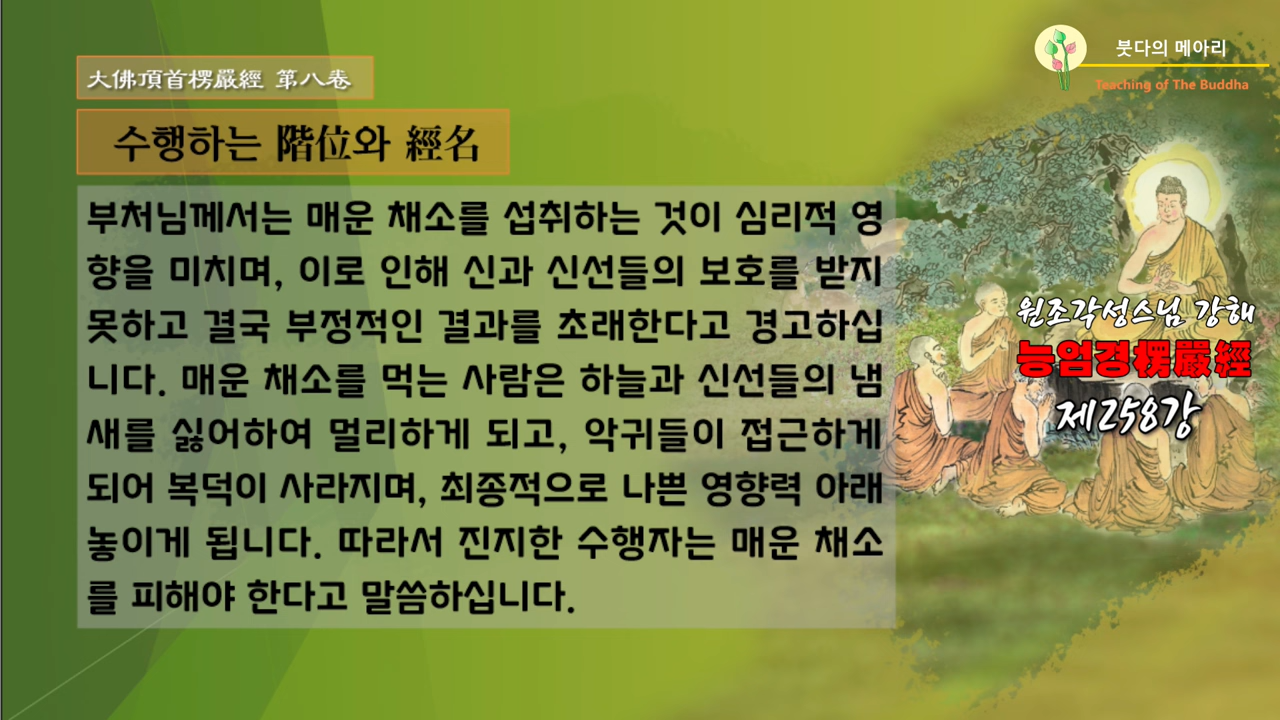 大佛頂首楞嚴經 第八卷
수행하는 階位와 經名
부처님께서는 매운 채소를 섭취하는 것이 심리적 영
향을 미치며, 이로 인해 신과 신선들의 보호를 받지
못하고 결국 부정적인 결과를 초래한다고 경고하십
니다. 매운 채소를 먹는 사람은 하늘과 신선들의 냄
새를 싫어하여 멀리하게 되고, 악귀들이 접근하게
되어 복덕이 사라지며, 최종적으로 나쁜 영향력 아래
놓이게 됩니다. 따라서 진지한 수행자는 매운 채소
를 피해야 한다고 말씀하십니다.
붓다의 메아리
Teaching of The Buddha
원조각성스님 강해
능엄경楞嚴經
제258강